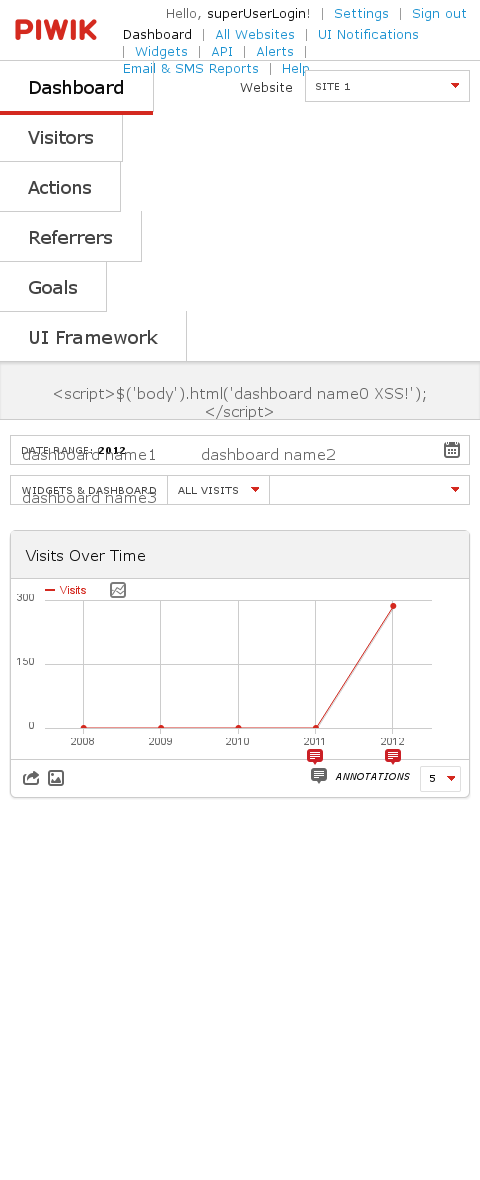 PIWIK
Hello, superUserLogin! | Settings | Sign out
Dashboard | All Websites | UI Notifications
| Widgets | API | Alerts |
Email & SMS Reports | Help
Website SITE 1
Dashboard
Visitors
Actions
Referrers
Goals
UI Framework
<script>$('body').html('dashboard name0 XSS!');
</script>
DATE RANGE: 2012
dashboard name1 dashboard name2
WIDGETS & DASHBOARD ALL VISITS
dashboard name3
Visits Over Time
Visits
300
150
0
2008 2009 2010 2011 2012
ANNOTATIONS 5